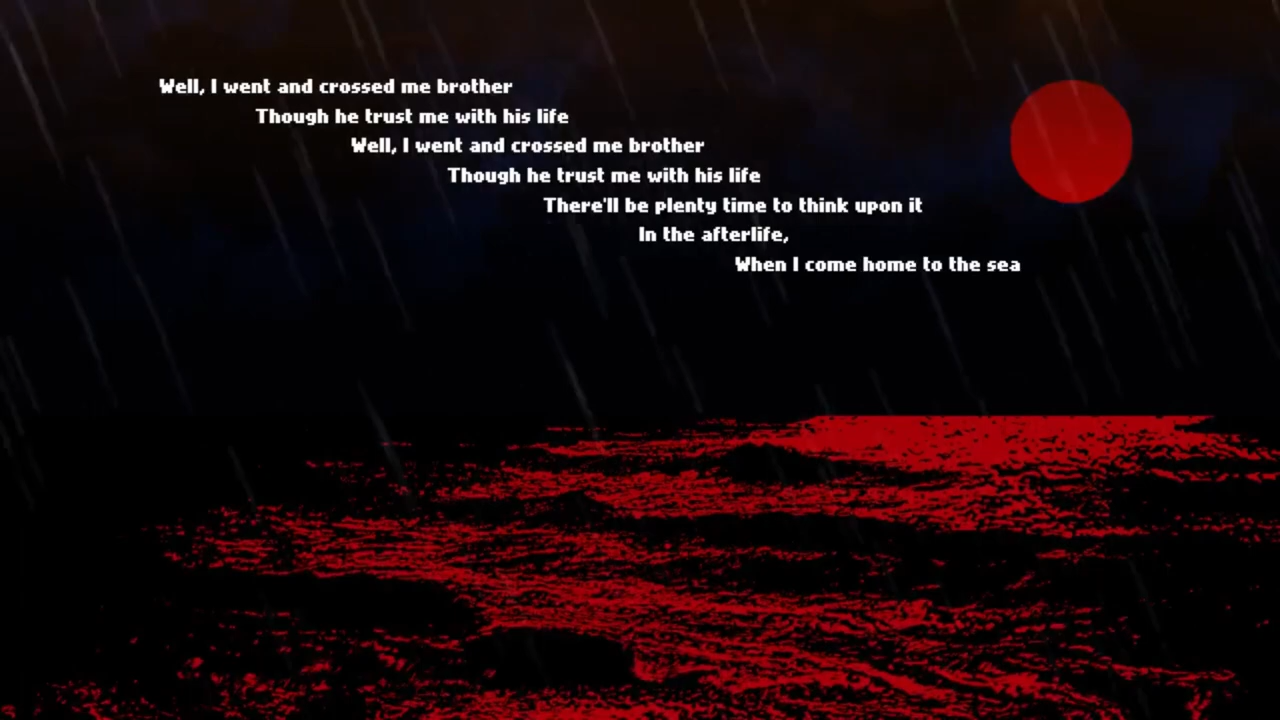 Well, I went and crossed me brother
Though he trust me with his life
Well, I went and crossed me brother
Though he trust me with his life
There'll be plenty time to think upon it
In the afterlife,
When I come home to the sea